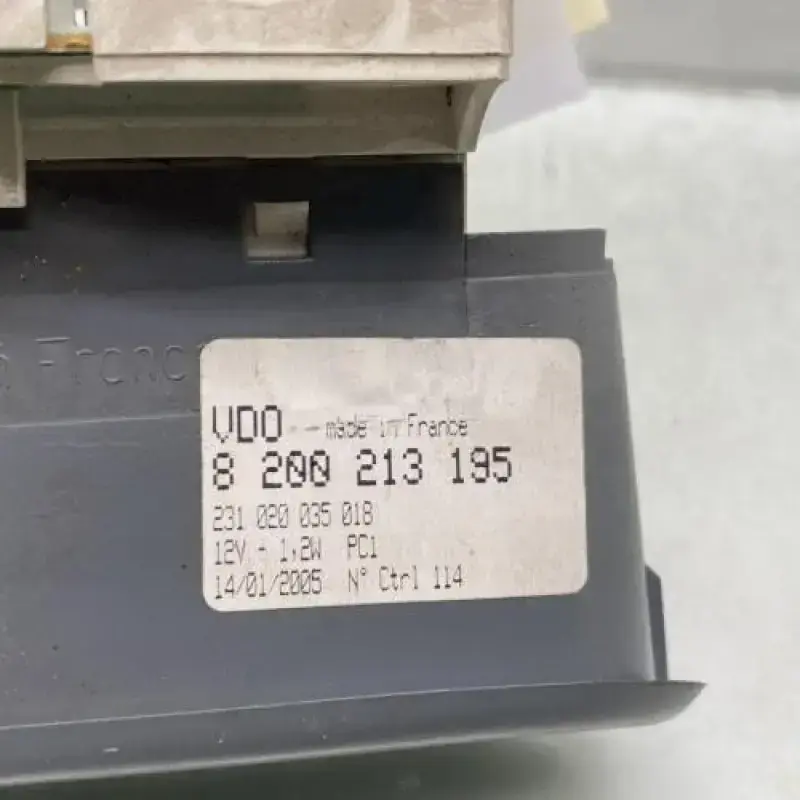 Franc
VDO -- made in France
8 200 213 195
231 020 035 018
12V - 1,2W PC1
14/01/2005 N° Ctrl 114